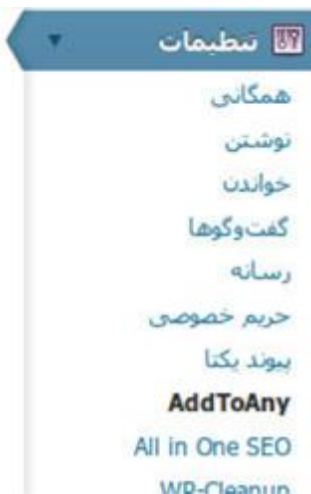 تنظیمات
همگانی
نوشتن
خواندن
گفت‌وگوها
رسانه
حریم خصوصی
پیوند یکتا
AddToAny
All in One SEO
WP-Cleanup